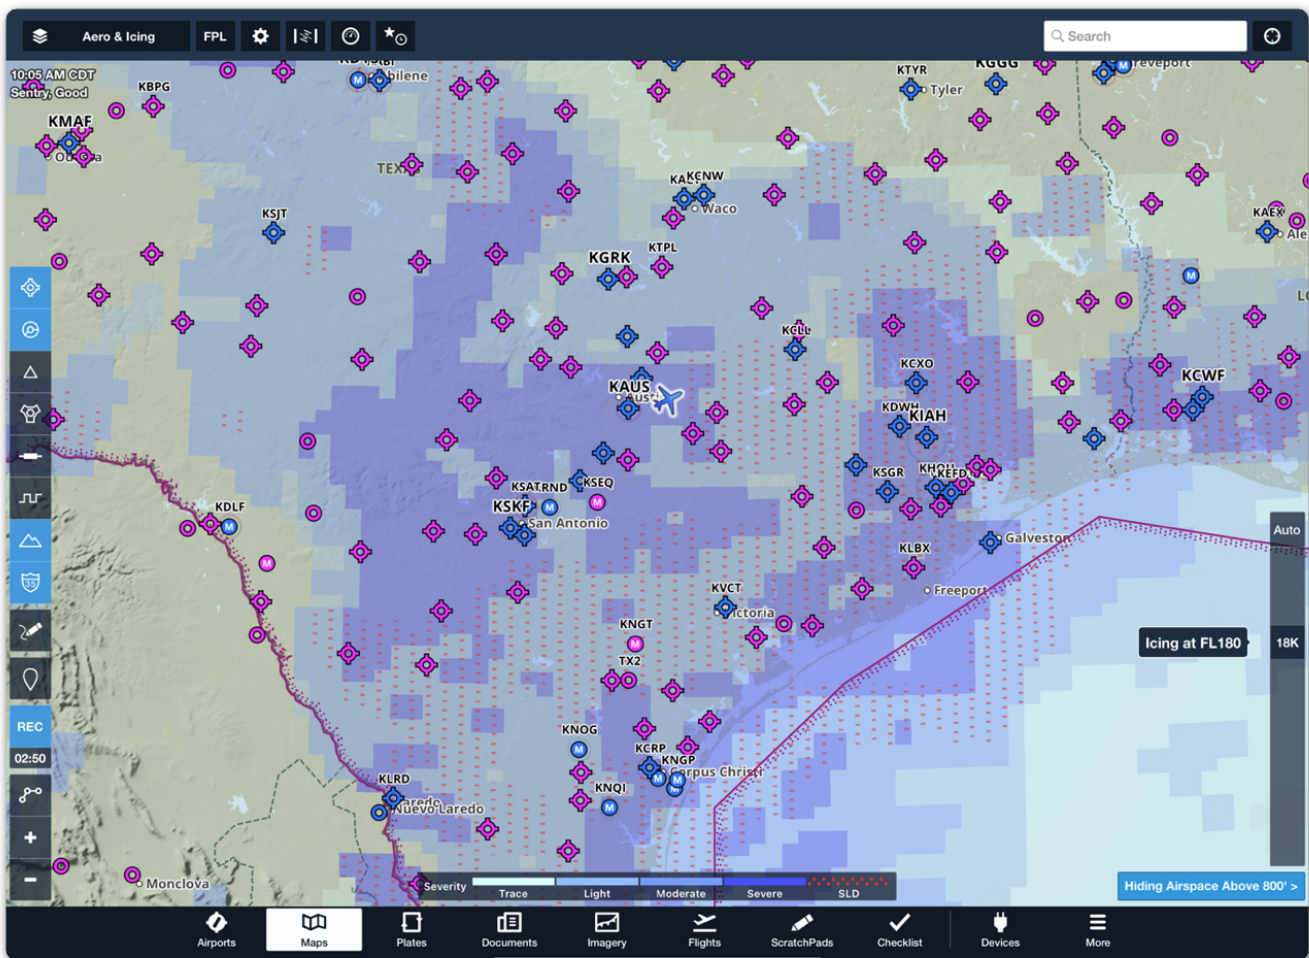 Aero & Icing
FPL
Search
10:05 AM CDT
Sentry, Good
KBPG
KMAF
TEXAS
KSJT
KTYR
Tyler
KGGG
KCNW
Waco
KAEX
KGRK
KTPL
KCLL
KCXO
KDWH
KIAH
KCWF
KAUS
KSAT
KSEQ
KSKF
San Antonio
KSGR
KHOU
KEFD
KDLF
Galveston
KLBX
Freeport
KVCT
Victoria
KNGT
TX2
KNOG
KCRP
KNGP
Corpus Christi
KNQI
KLRD
Laredo
Nuevo Laredo
Monclova
35
REC
02:50
Auto
18K
Icing at FL180
Severity
Trace
Light
Moderate
Severe
SLD
Hiding Airspace Above 800' >
Airports
Maps
Plates
Documents
Imagery
Flights
ScratchPads
Checklist
Devices
More